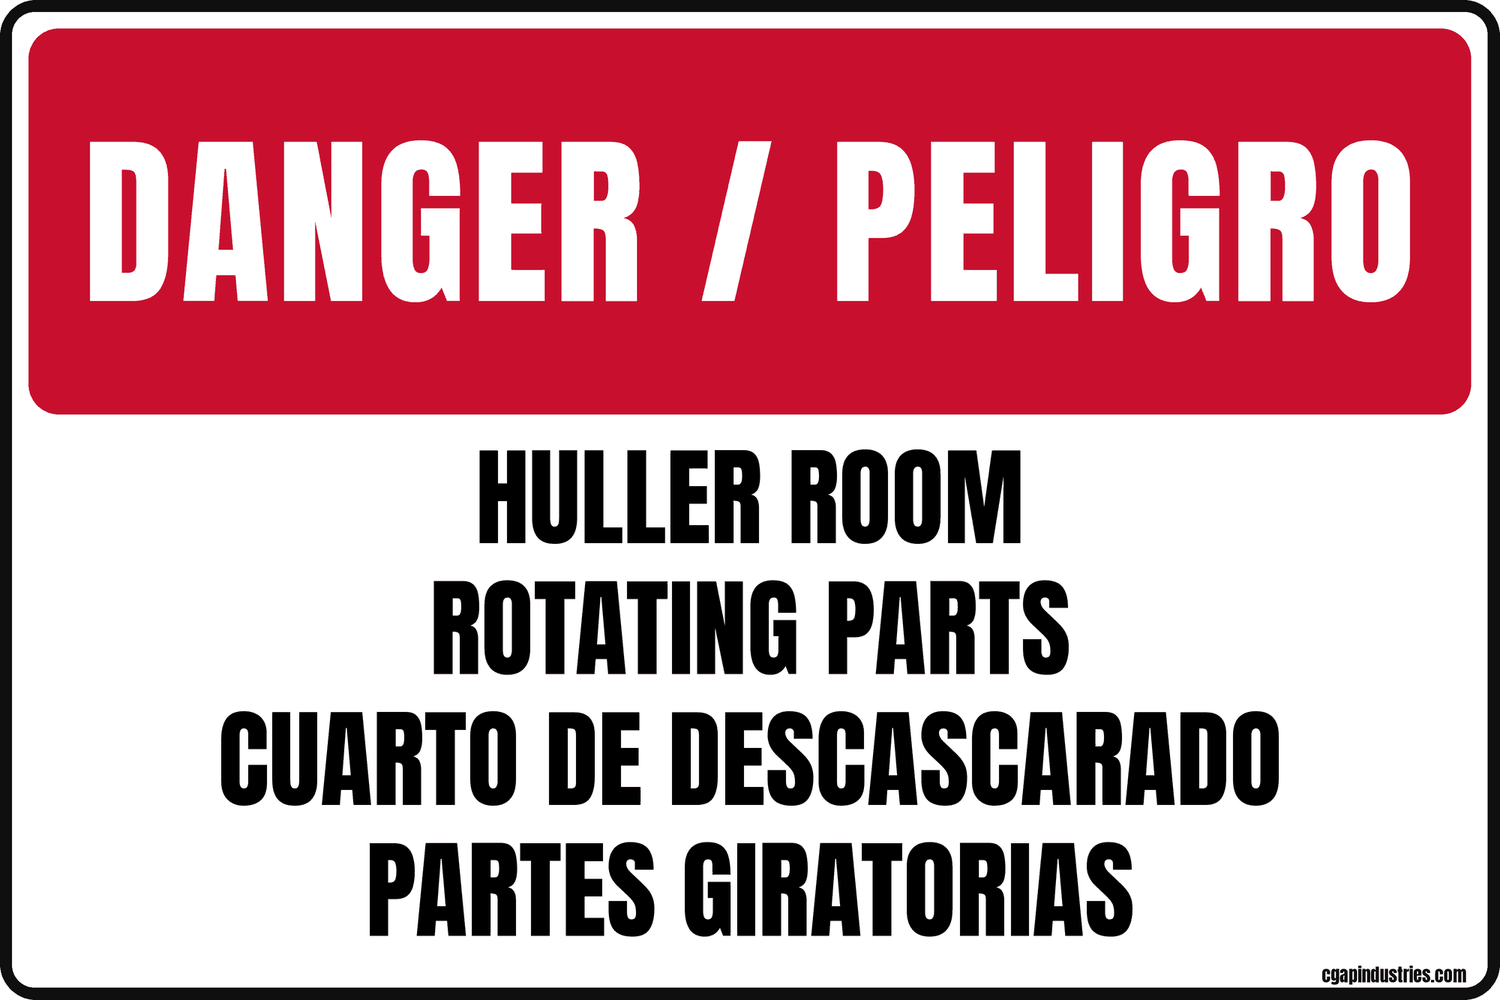 DANGER / PELIGRO
HULLER ROOM
ROTATING PARTS
CUARTO DE DESCASCARADO
PARTES GIRATORIAS
cgapindustries.com